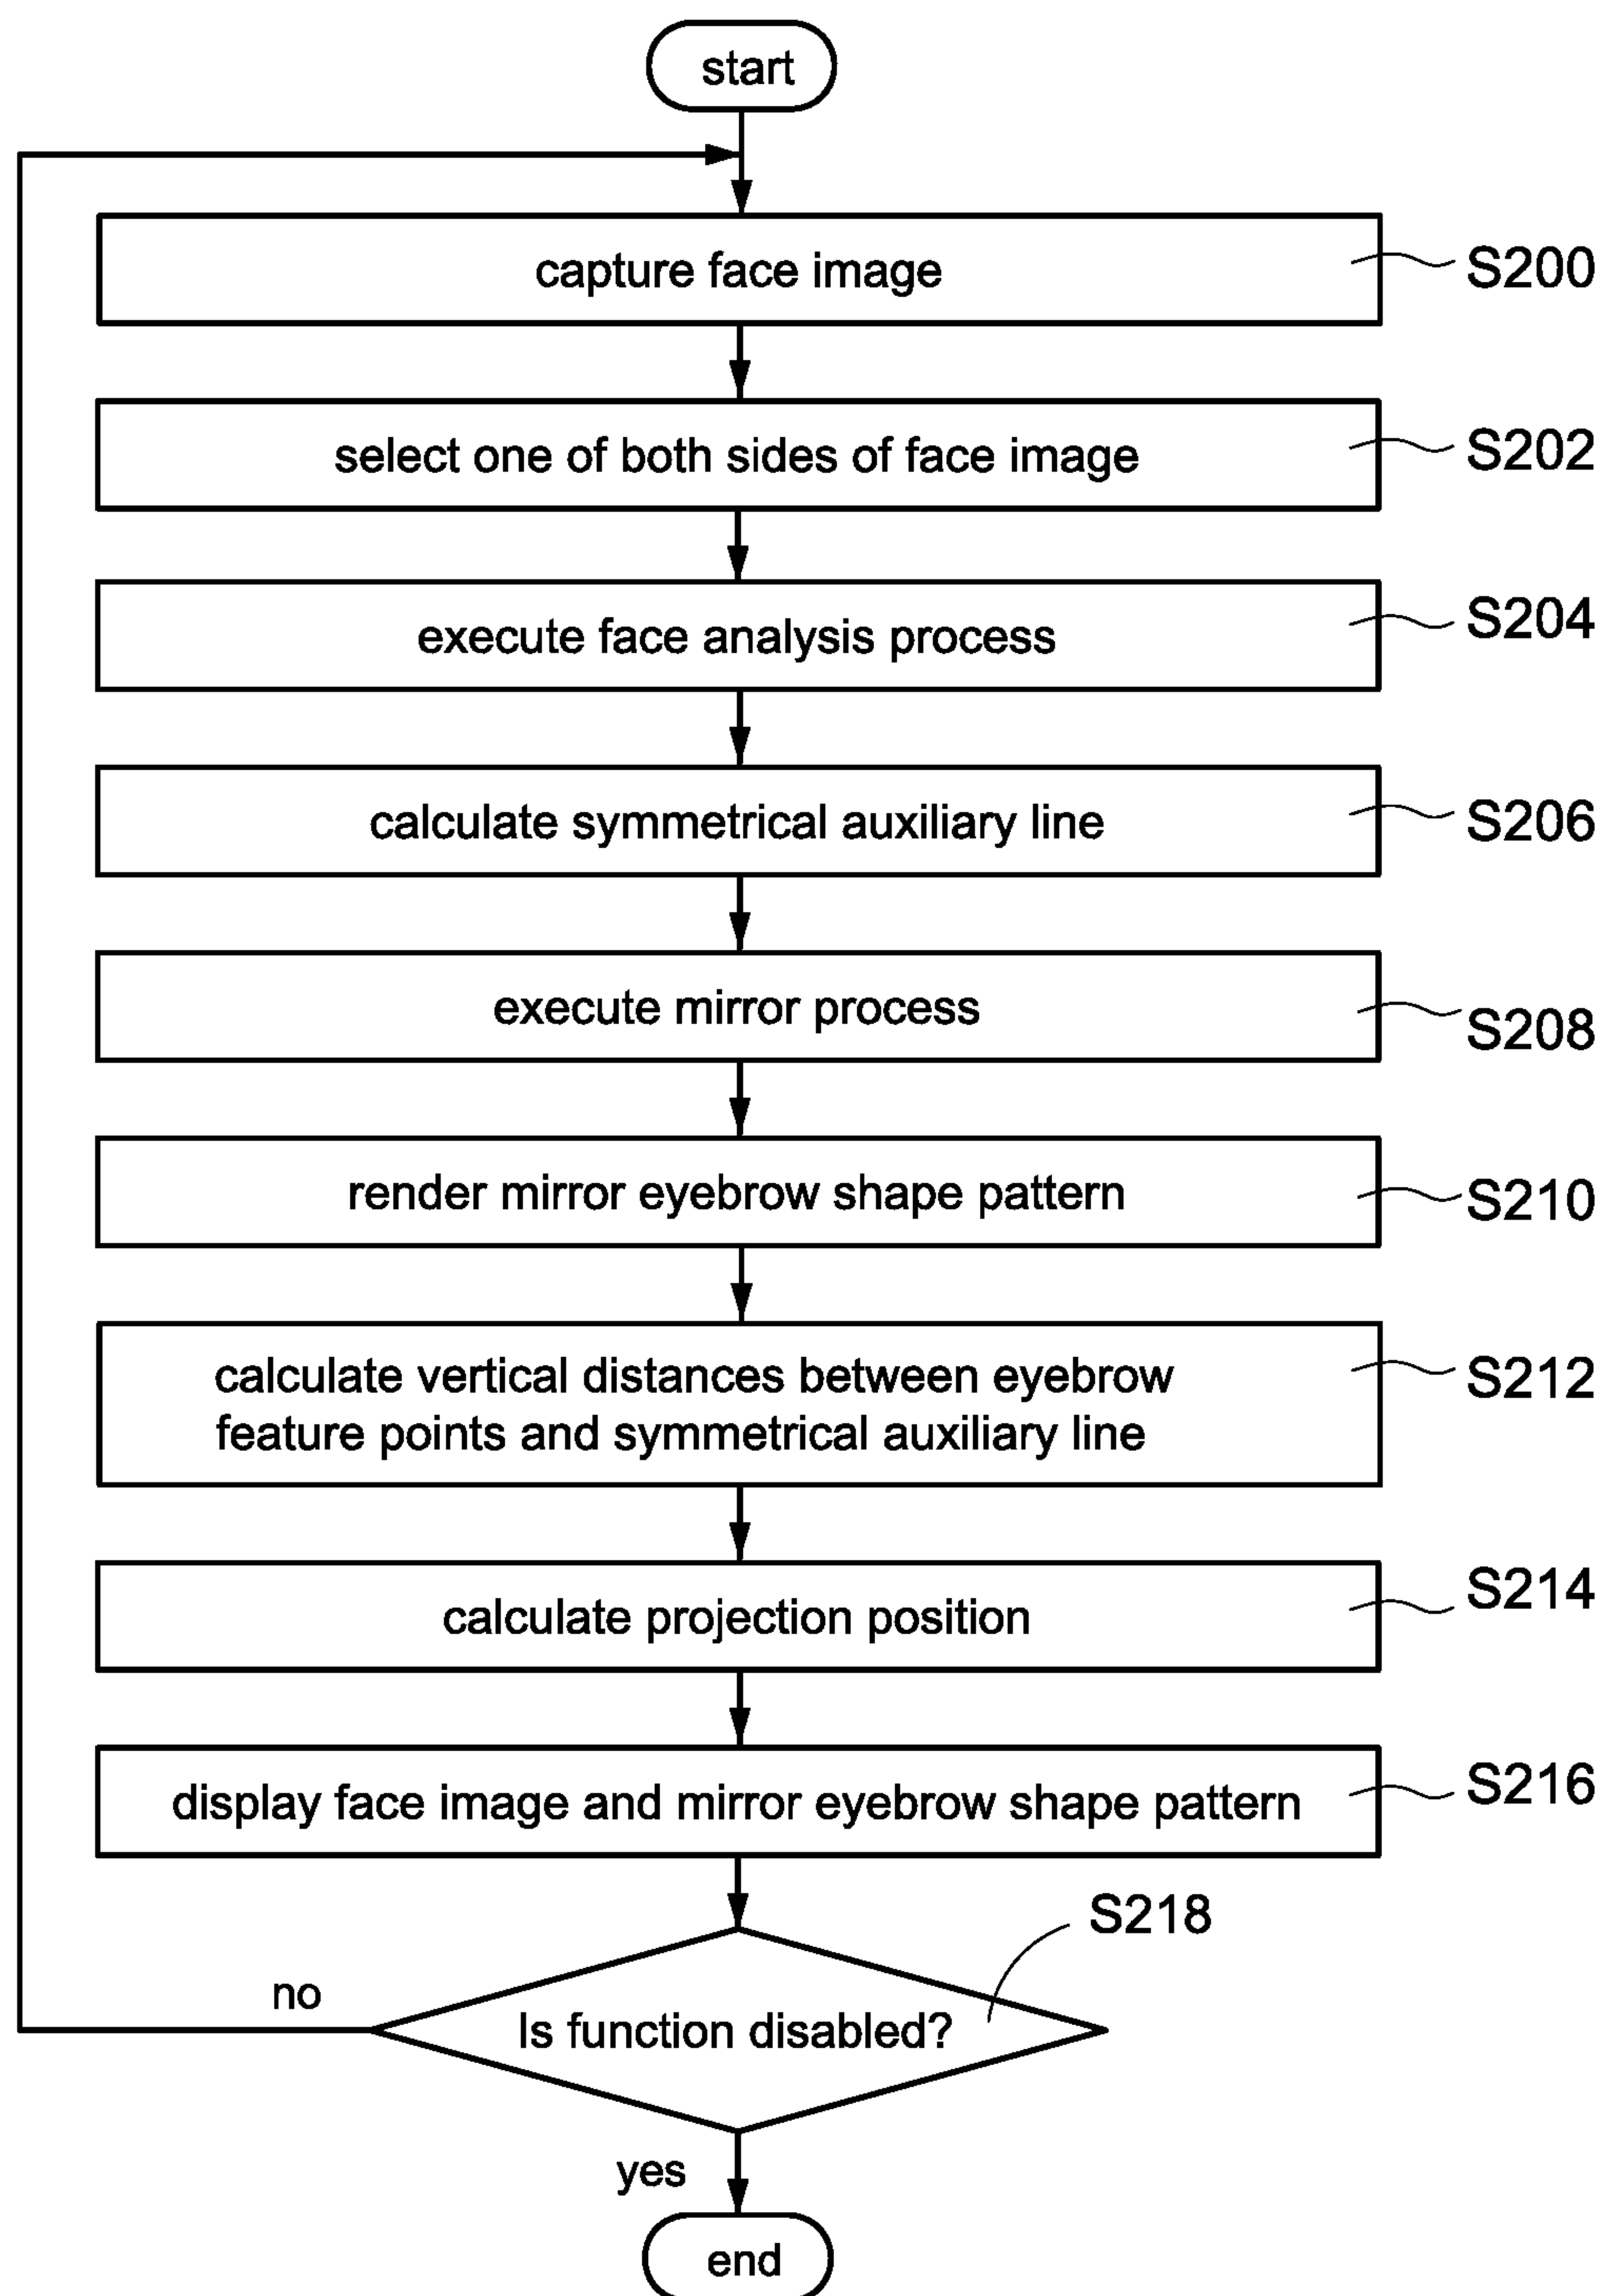 start
capture face image
S200
select one of both sides of face image
S202
execute face analysis process
S204
calculate symmetrical auxiliary line
S206
execute mirror process
S208
render mirror eyebrow shape pattern
S210
calculate vertical distances between eyebrow
feature points and symmetrical auxiliary line
S212
calculate projection position
S214
display face image and mirror eyebrow shape pattern
S216
S218
no
Is function disabled?
yes
end